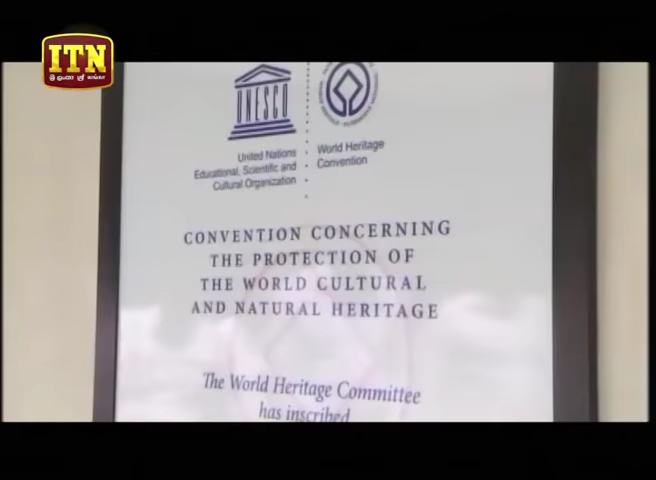 ITN
UNESCO
United Nations
Educational, Scientific and
Cultural Organization
World Heritage
Convention
CONVENTION CONCERNING
THE PROTECTION OF
THE WORLD CULTURAL
AND NATURAL HERITAGE
The World Heritage Committee
has inscribed